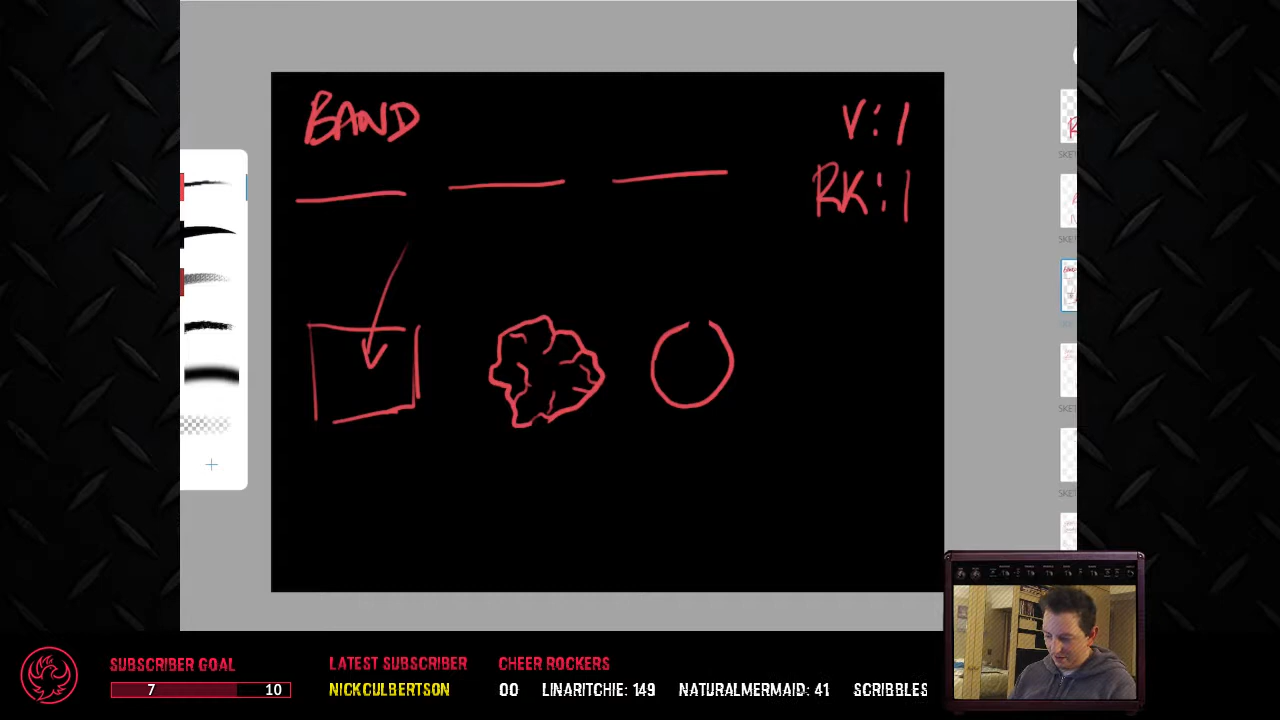 BAND
V:1
RK:1
SUBSCRIBER GOAL
7 10
LATEST SUBSCRIBER
NICKCULBERTSON
CHEER ROCKERS
00 LINARITCHIE: 149 NATURALMERMAID: 41 SCRIBBLES